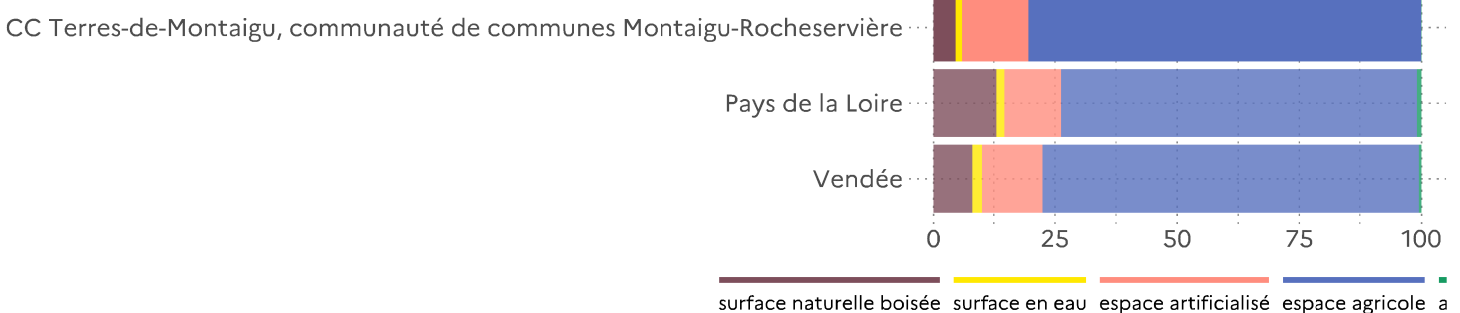 CC Terres-de-Montaigu, communauté de communes Montaigu-Rocheservière
Pays de la Loire
Vendée
0 25 50 75 100
surface naturelle boisée surface en eau espace artificialisé espace agricole a